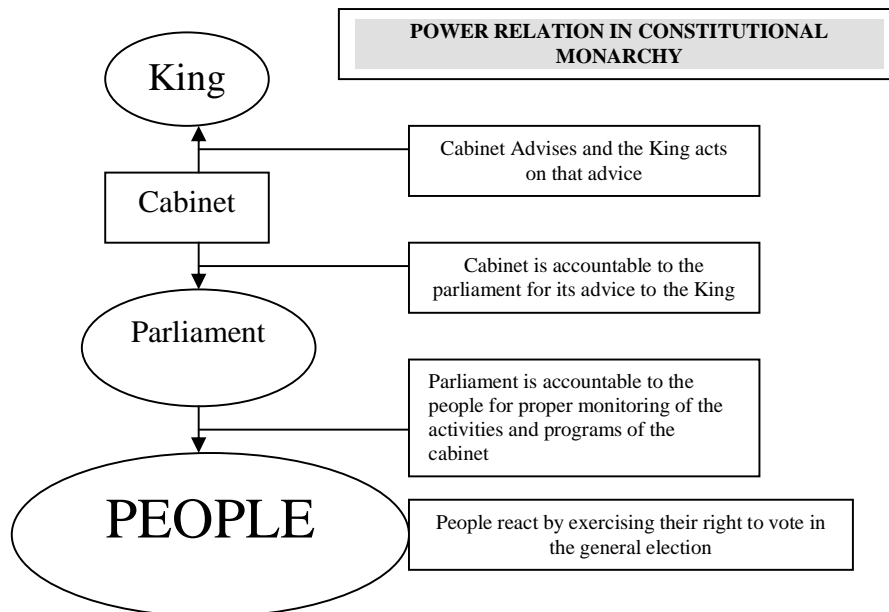 POWER RELATION IN CONSTITUTIONAL
MONARCHY
King
Cabinet Advises and the King acts
on that advice
Cabinet
Cabinet is accountable to the
parliament for its advice to the King
Parliament
Parliament is accountable to the
people for proper monitoring of the
activities and programs of the
cabinet
PEOPLE
People react by exercising their right to vote in
the general election